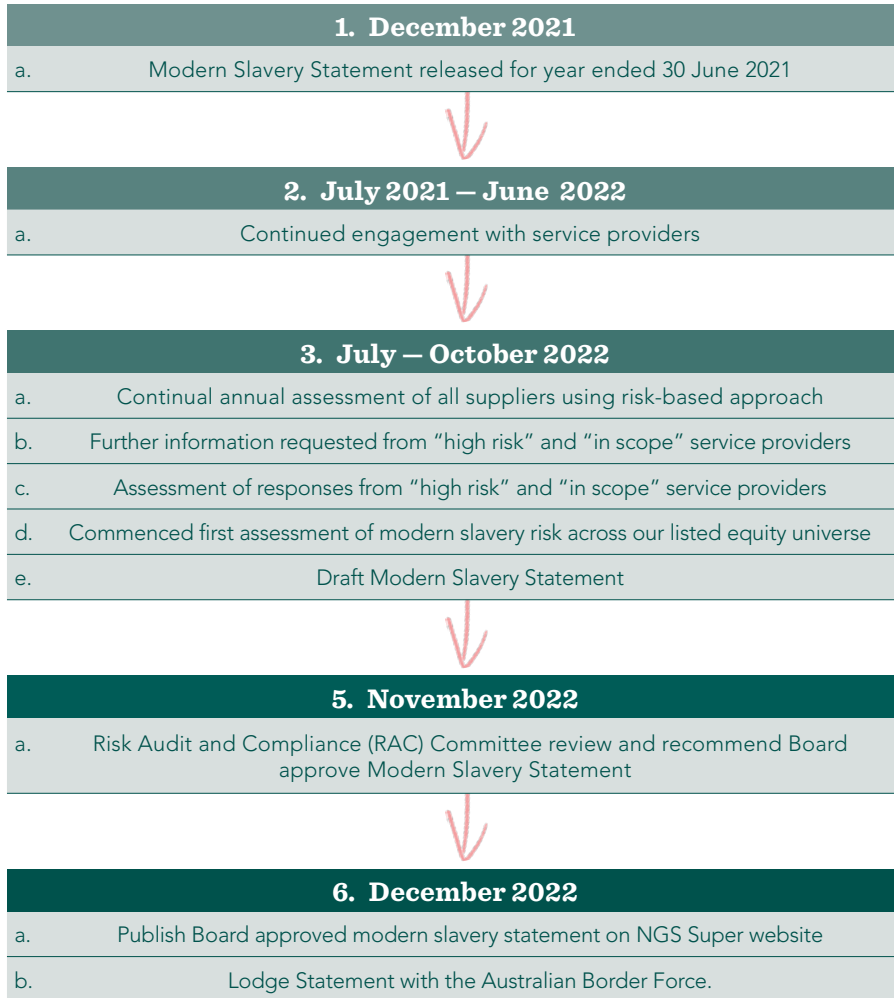 1. December 2021
a. Modern Slavery Statement released for year ended 30 June 2021
2. July 2021 — June 2022
a. Continued engagement with service providers
3. July — October 2022
a. Continual annual assessment of all suppliers using risk-based approach
b. Further information requested from “high risk” and “in scope” service providers
c. Assessment of responses from “high risk” and “in scope” service providers
d. Commenced first assessment of modern slavery risk across our listed equity universe
e. Draft Modern Slavery Statement
5. November 2022
a. Risk Audit and Compliance (RAC) Committee review and recommend Board
approve Modern Slavery Statement
6. December 2022
a. Publish Board approved modern slavery statement on NGS Super website
b. Lodge Statement with the Australian Border Force.